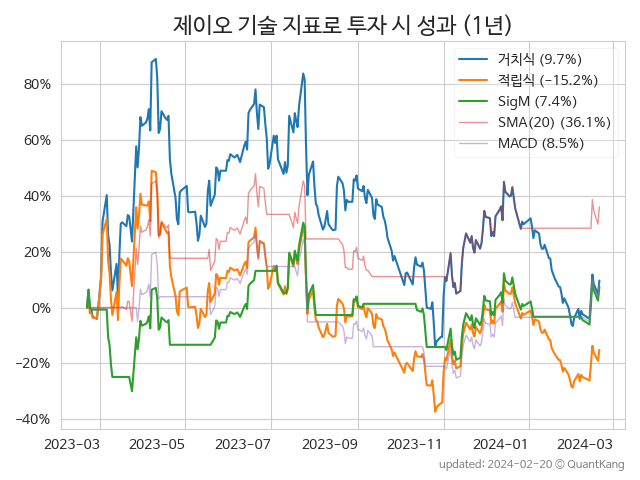 제이오 기술 지표로 투자 시 성과 (1년)
거치식 (9.7%)
적립식 (−15.2%)
SigM (7.4%)
SMA(20) (36.1%)
MACD (8.5%)
80%
60%
40%
20%
0%
−20%
−40%
2023-03 2023-05 2023-07 2023-09 2023-11 2024-01 2024-03
updated: 2024-02-20 © QuantKang